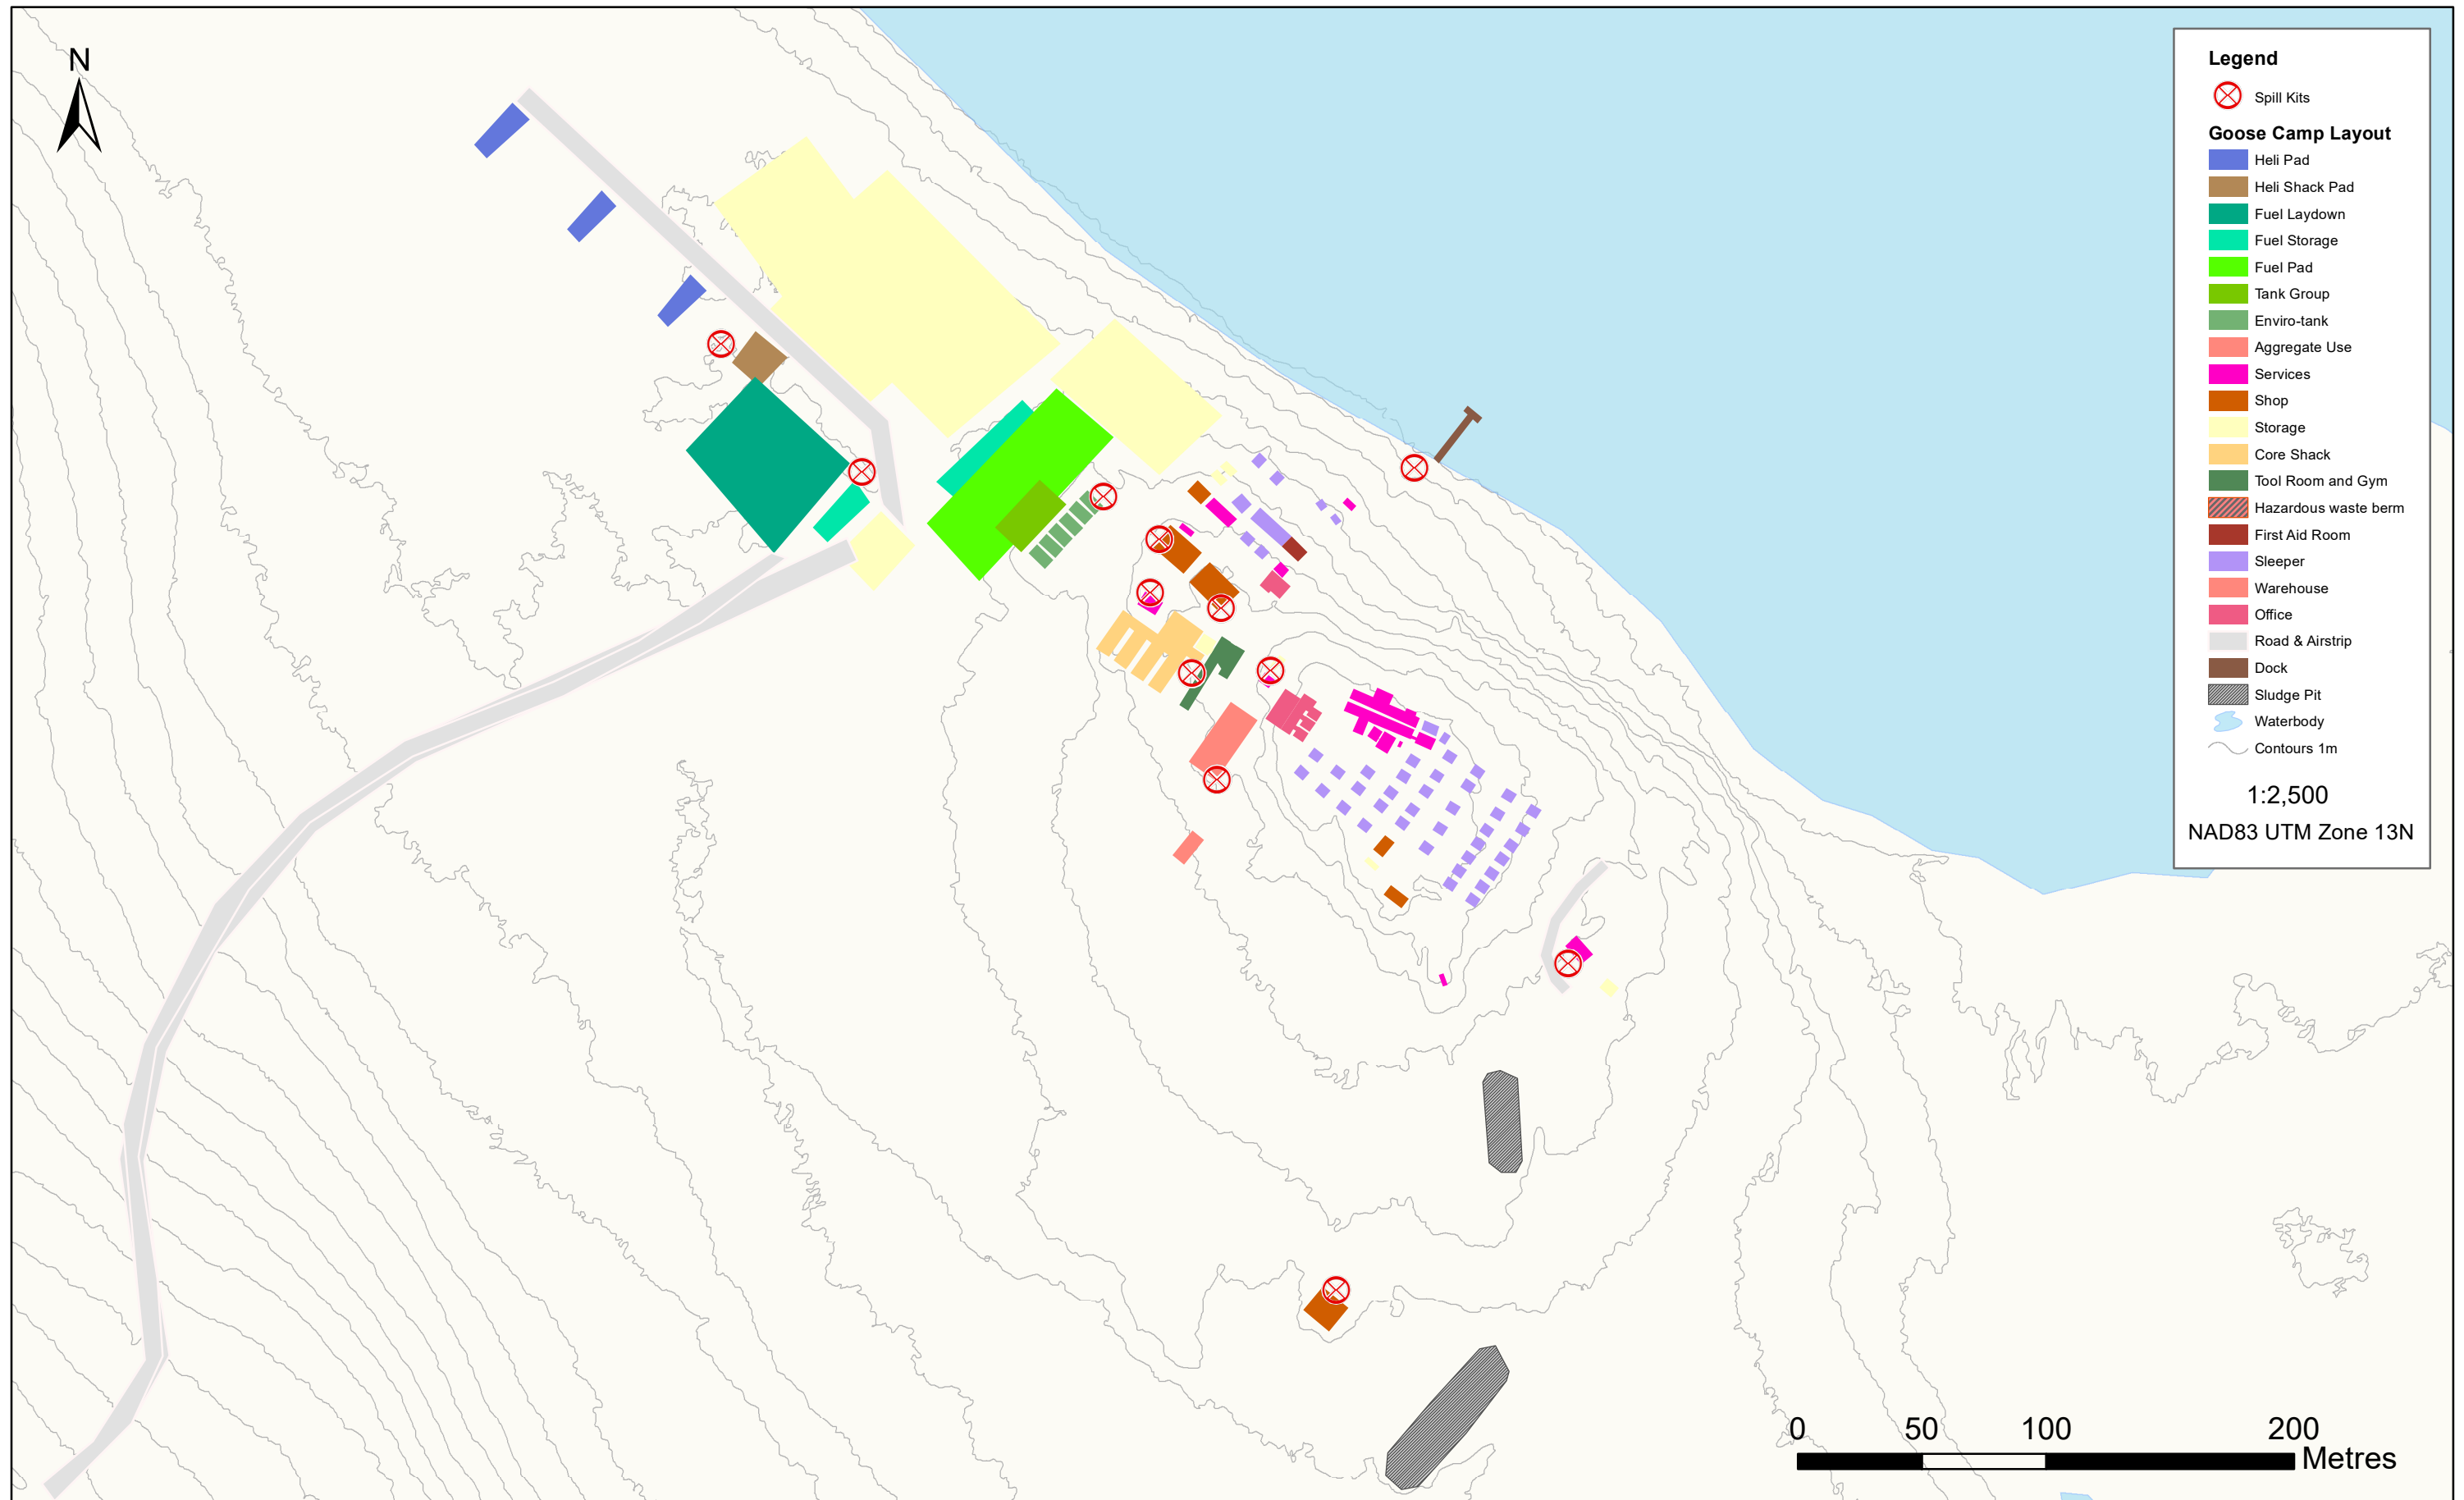 N
Legend
Spill Kits
Goose Camp Layout
Heli Pad
Heli Shack Pad
Fuel Laydown
Fuel Storage
Fuel Pad
Tank Group
Enviro-tank
Aggregate Use
Services
Shop
Storage
Core Shack
Tool Room and Gym
Hazardous waste berm
First Aid Room
Sleeper
Warehouse
Office
Road & Airstrip
Dock
Sludge Pit
Waterbody
Contours 1m
1:2,500
NAD83 UTM Zone 13N
0 50 100 200
Metres